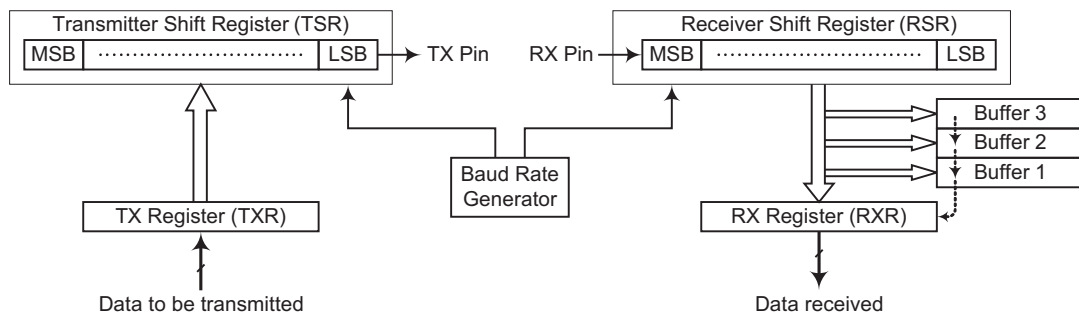 Transmitter Shift Register (TSR)
MSB LSB
TX Pin
TX Register (TXR)
Data to be transmitted
Baud Rate
Generator
Receiver Shift Register (RSR)
RX Pin
MSB LSB
Buffer 3
Buffer 2
Buffer 1
RX Register (RXR)
Data received